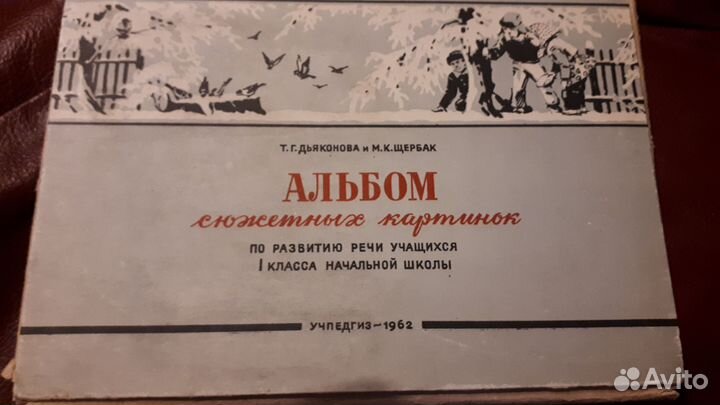 Т. Г. ДЬЯКОНОВА и М. К. ЩЕРБАК
АЛЬБОМ
сюжетных картинок
ПО РАЗВИТИЮ РЕЧИ УЧАЩИХСЯ
I КЛАССА НАЧАЛЬНОЙ ШКОЛЫ
УЧПЕДГИЗ — 1962
Avito